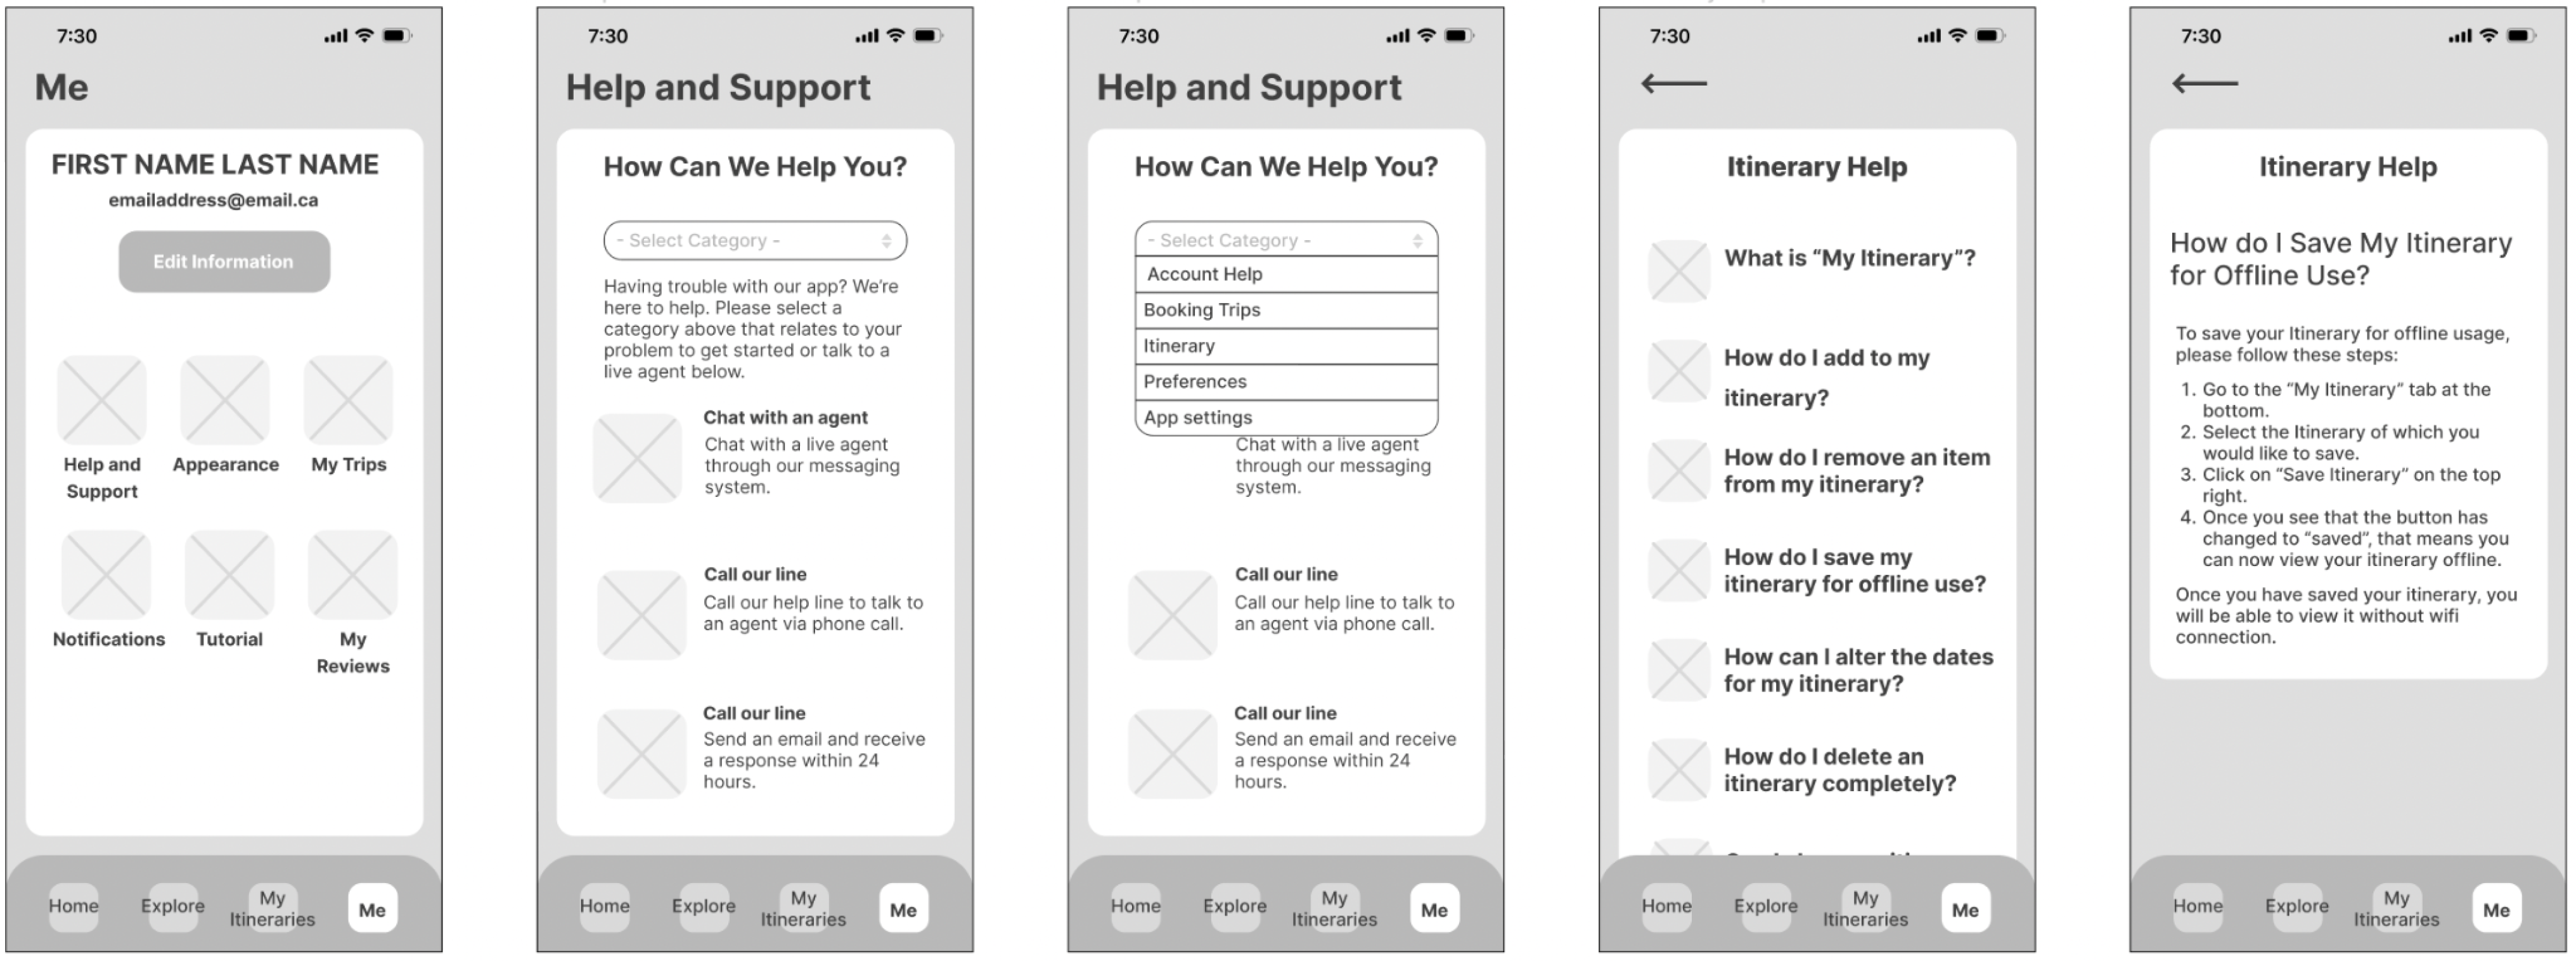 7:30
Me
FIRST NAME LAST NAME
emailaddress@email.ca
Edit Information
Help and
Support
Appearance
My Trips
Notifications
Tutorial
My
Reviews
Home
Explore
My
Itineraries
Me
7:30
Help and Support
How Can We Help You?
- Select Category -
Having trouble with our app? We're
here to help. Please select a
category above that relates to your
problem to get started or talk to a
live agent below.
Chat with an agent
Chat with a live agent
through our messaging
system.
Call our line
Call our help line to talk to
an agent via phone call.
Call our line
Send an email and receive
a response within 24
hours.
Home
Explore
My
Itineraries
Me
7:30
Help and Support
How Can We Help You?
- Select Category -
Account Help
Booking Trips
Itinerary
Preferences
App settings
Chat with a live agent
through our messaging
system.
Call our line
Call our help line to talk to
an agent via phone call.
Call our line
Send an email and receive
a response within 24
hours.
Home
Explore
My
Itineraries
Me
7:30
Itinerary Help
What is “My Itinerary”?
How do I add to my
itinerary?
How do I remove an item
from my itinerary?
How do I save my
itinerary for offline use?
How can I alter the dates
for my itinerary?
How do I delete an
itinerary completely?
Home
Explore
My
Itineraries
Me
7:30
Itinerary Help
How do I Save My Itinerary
for Offline Use?
To save your Itinerary for offline usage,
please follow these steps:
1. Go to the “My Itinerary” tab at the
bottom.
2. Select the Itinerary of which you
would like to save.
3. Click on “Save Itinerary” on the top
right.
4. Once you see that the button has
changed to “saved”, that means you
can now view your itinerary offline.
Once you have saved your itinerary, you
will be able to view it without wifi
connection.
Home
Explore
My
Itineraries
Me